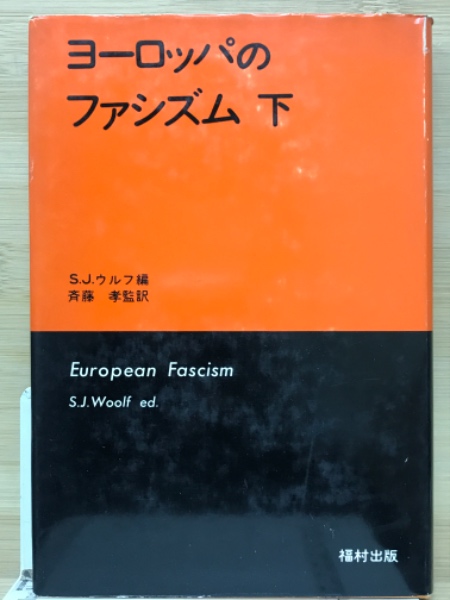 ヨーロッパの
ファシズム 下
S.J.ウルフ編
斉藤 孝監訳
European Fascism
S.J.Woolf ed.
福村出版